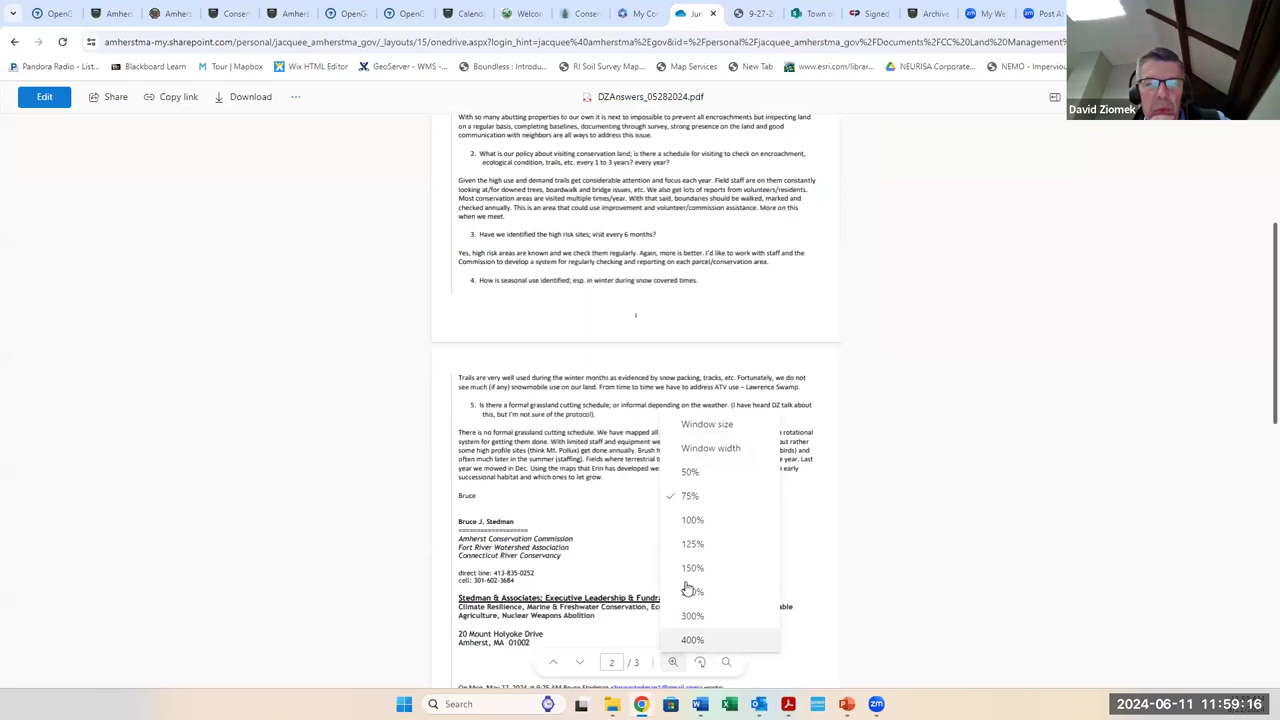 Amhers
Amherst
Signed
9-27-2
My Wor
Post At
amherstma-my.sharepoint.com/personal/jacquiee_amherstma_gov/_layouts/15/onedrive.aspx?login_hint=jacquiee@amherstma_gov&id=/personal/jacquiee_amherstma_gov%2FDocuments%2FCC Land Management
Pandora Radio - List...
Blackboard Learn
Tour | Mapbox
Wix HTML Editor
xGserver - WMS -...
Boundless : Introdu...
RI Soil Survey Map...
Map Services
New Tab
www.esri.com/librar...
NEURISA Corporate...
NEMO - Impervious
Edit
Share
Copy link
Download
...
DZAnswers_05282024.pdf
David Ziomek
With so many abutting properties to our own it is next to impossible to prevent all encroachments but inspecting land
on a regular basis, completing baselines, documenting through survey, strong presence on the land and good
communication with neighbors are all ways to address this issue.
2. What is our policy about visiting conservation land; is there a schedule for visiting to check on encroachment,
ecological condition, trails, etc. every 1 to 3 years? every year?
Given the high use and demand trails get considerable attention and focus each year. Field staff are on them constantly
looking at/for downed trees, boardwalk and bridge issues, etc. We also get lots of reports from volunteers/residents.
Most conservation areas are visited multiple times/year. With that said, boundaries should be walked, marked and
checked annually. This is an area that could use improvement and volunteer/commission assistance. More on this
when we meet.
3. Have we identified the high risk sites; visit every 6 months?
Yes, high risk areas are known and we check them regularly. Again, more is better. I'd like to work with staff and the
Commission to develop a system for regularly checking and reporting on each parcel/conservation area.
4. How is seasonal use identified; esp. in winter during snow covered times.
1
Trails are very well used during the winter months as evidenced by snow packing, tracks, etc. Fortunately, we do not
see much (if any) snowmobile use on our land. From time to time we have to address ATV use – Lawrence Swamp.
5. Is there a formal grassland cutting schedule; or informal depending on the weather. (I have heard DZ talk about
this, but I'm not sure of the protocol).
There is no formal grassland cutting schedule. We have mapped all
a rotational
system for getting them done. With limited staff and equipment we
but rather
some high profile sites (think Mt. Pollux) get done annually. Brush h
birds) and
often much later in the summer (staffing). Fields where terrestrial t
e year. Last
year we mowed in Dec. Using the maps that Erin has developed we
n early
successional habitat and which ones to let grow.
Bruce
Bruce J. Stedman
====================
Amherst Conservation Commission
Fort River Watershed Association
Connecticut River Conservancy
direct line: 413-835-0252
cell: 301-602-3684
Stedman & Associates: Executive Leadership & Fundra
Climate Resilience, Marine & Freshwater Conservation, Eco
able
Agriculture, Nuclear Weapons Abolition
20 Mount Holyoke Drive
Amherst, MA 01002
Window size
Window width
50%
75%
100%
125%
150%
300%
400%
2 / 3
Search
2024-06-11 11:59:16